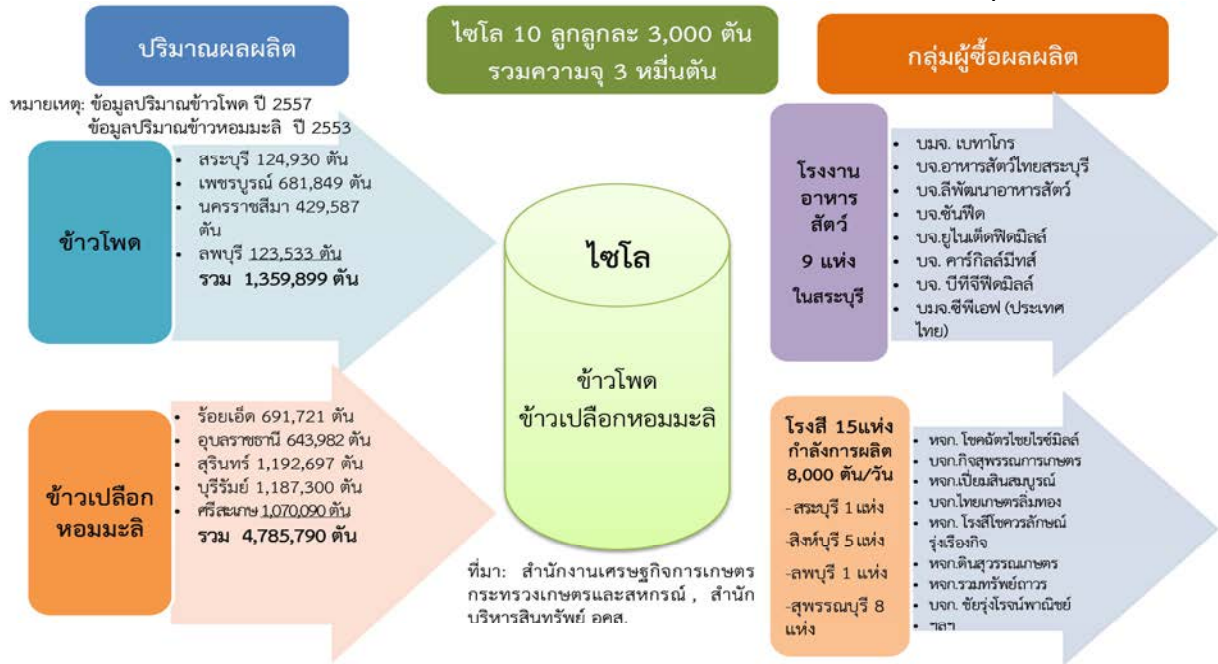 ปริมาณผลผลิต
ไซโล 10 ลูกลูกละ 3,000 ตัน
รวมความจุ 3 หมื่นตัน
กลุ่มผู้ซื้อผลผลิต
หมายเหตุ: ข้อมูลปริมาณข้าวโพด ปี 2557
ข้อมูลปริมาณข้าวหอมมะลิ ปี 2553
ข้าวโพด
• สระบุรี 124,930 ตัน
• เพชรบูรณ์ 681,849 ตัน
• นครราชสีมา 429,587
ตัน
• ลพบุรี 123,533 ตัน
รวม 1,359,899 ตัน
ข้าวเปลือก
หอมมะลิ
• ร้อยเอ็ด 691,721 ตัน
• อุบลราชธานี 643,982 ตัน
• สุรินทร์ 1,192,697 ตัน
• บุรีรัมย์ 1,187,300 ตัน
• ศรีสะเกษ 1,070,090 ตัน
รวม 4,785,790 ตัน
ไซโล
ข้าวโพด
ข้าวเปลือกหอมมะลิ
ที่มา: สำนักงานเศรษฐกิจการเกษตร
กระทรวงเกษตรและสหกรณ์ , สำนัก
บริหารสินทรัพย์ อคส.
โรงงาน
อาหาร
สัตว์
9 แห่ง
ในสระบุรี
• บมจ. เบทาโกร
• บจ.อาหารสัตว์ไทยสระบุรี
• บจ.ลีพัฒนาอาหารสัตว์
• บจ.ซันฟีด
• บจ.ยูไนเต็ดฟีดมิลล์
• บจ. คาร์กิลล์มีทส์
• บจ. บีทีจีฟีดมิลล์
• บมจ.ซีพีเอฟ (ประเทศ
ไทย)
โรงสี 15แห่ง
กำลังการผลิต
8,000 ตัน/วัน
-สระบุรี 1 แห่ง
-สิงห์บุรี 5 แห่ง
-ลพบุรี 1 แห่ง
-สุพรรณบุรี 8
แห่ง
• หจก. โชคฉัตรไชยไรซ์มิลล์
• บจก.กิจสุพรรณการเกษตร
• หจก.เปี่ยมสินสมบูรณ์
• บจก.ไทยเกษตรลิ่มทอง
• หจก. โรงสีโชควรลักษณ์
รุ่งเรืองกิจ
• หจก.ดินสุวรรณเกษตร
• หจก.รวมทรัพย์ถาวร
• บจก. ชัยรุ่งโรจน์พาณิชย์
• ฯลฯ